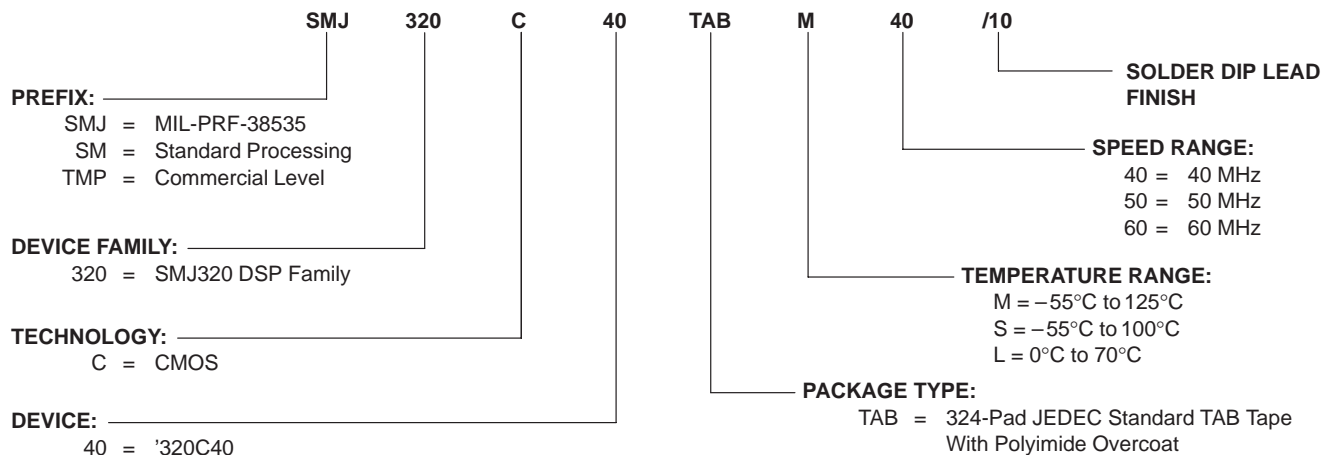 SMJ 320 C 40 TAB M 40 /10
SOLDER DIP LEAD
FINISH
PREFIX:
SMJ = MIL-PRF-38535
SM = Standard Processing
TMP = Commercial Level
SPEED RANGE:
40 = 40 MHz
50 = 50 MHz
60 = 60 MHz
DEVICE FAMILY:
320 = SMJ320 DSP Family
TEMPERATURE RANGE:
M = –55°C to 125°C
S = –55°C to 100°C
L = 0°C to 70°C
TECHNOLOGY:
C = CMOS
PACKAGE TYPE:
TAB = 324-Pad JEDEC Standard TAB Tape
With Polyimide Overcoat
DEVICE:
40 = '320C40